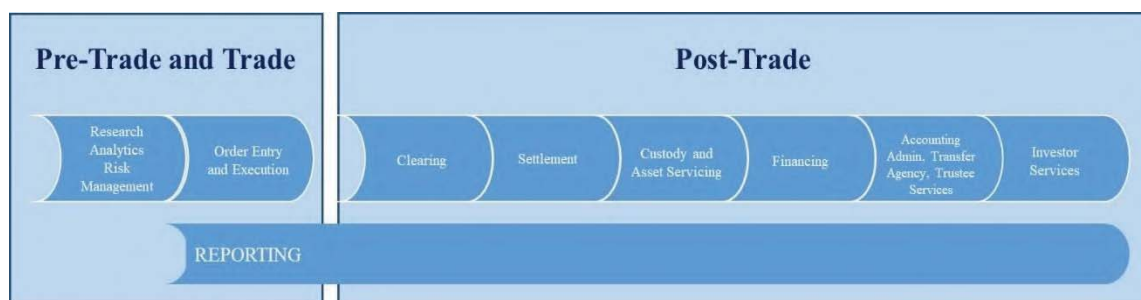 Pre-Trade and Trade
Post-Trade
Research
Analytics
Risk
Management
Order Entry
and Execution
Clearing
Settlement
Custody and
Asset Servicing
Financing
Accounting
Admin, Transfer
Agency, Trustee
Services
Investor
Services
REPORTING